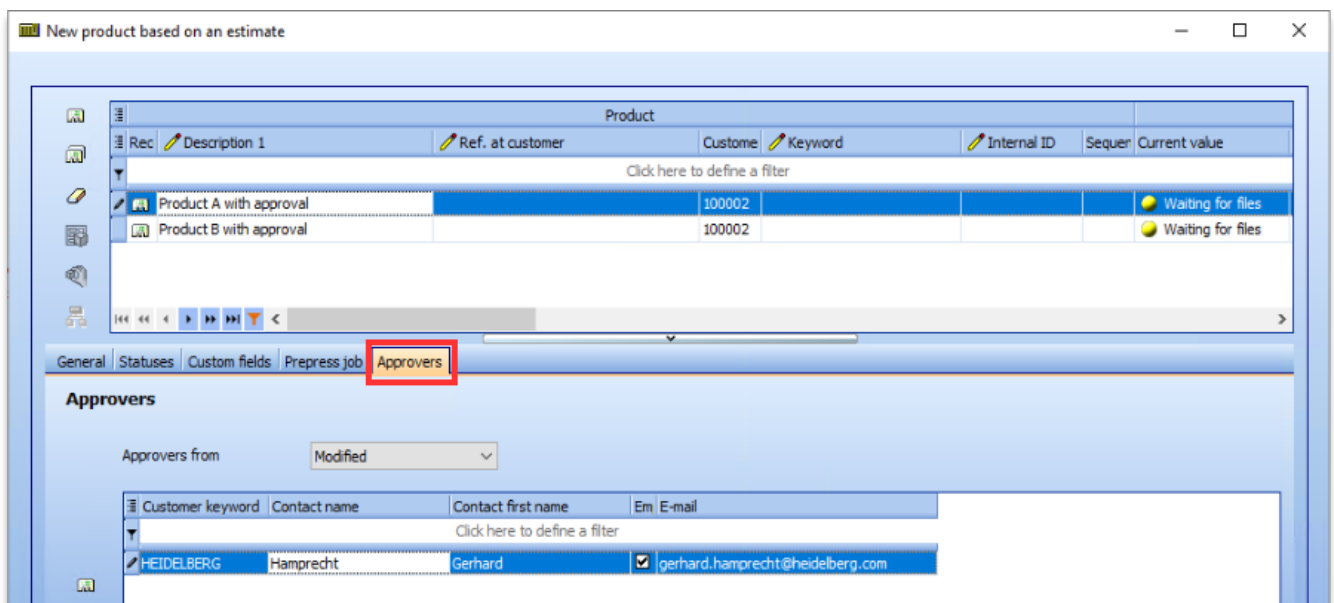 New product based on an estimate
Product
Rec Description 1 Ref. at customer Custome Keyword Internal ID Sequer Current value
Click here to define a filter
Product A with approval 100002 Waiting for files
Product B with approval 100002 Waiting for files
General Statuses Custom fields Prepress job Approvers
Approvers
Approvers from Modified
Customer keyword Contact name Contact first name Em E-mail
Click here to define a filter
HEIDELBERG Hamprecht Gerhard gerhard.hamprecht@heidelberg.com